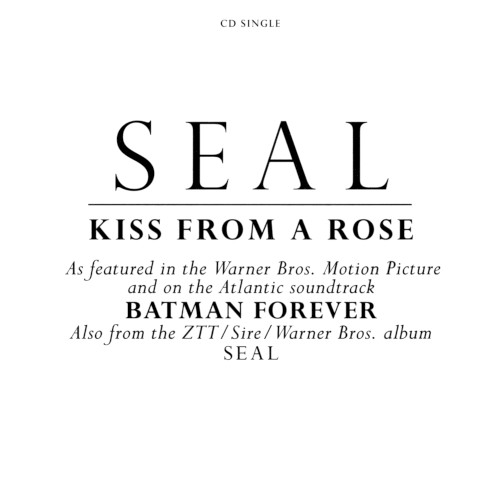 CD SINGLE
SEAL
KISS FROM A ROSE
As featured in the Warner Bros. Motion Picture
and on the Atlantic soundtrack
BATMAN FOREVER
Also from the ZTT/Sire/Warner Bros. album
SEAL